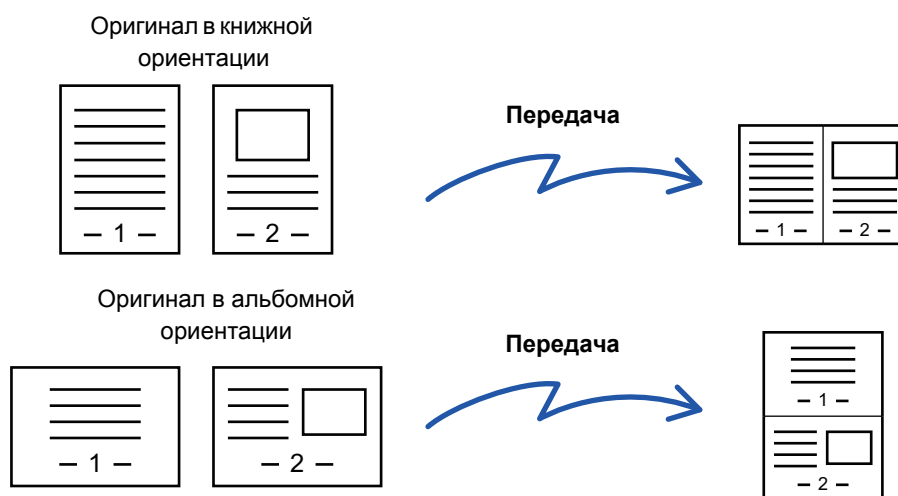 Оригинал в книжной
ориентации
Передача
– 1 –
– 2 –
– 1 –
– 2 –
Оригинал в альбомной
ориентации
Передача
– 1 –
– 2 –
– 1 –
– 2 –